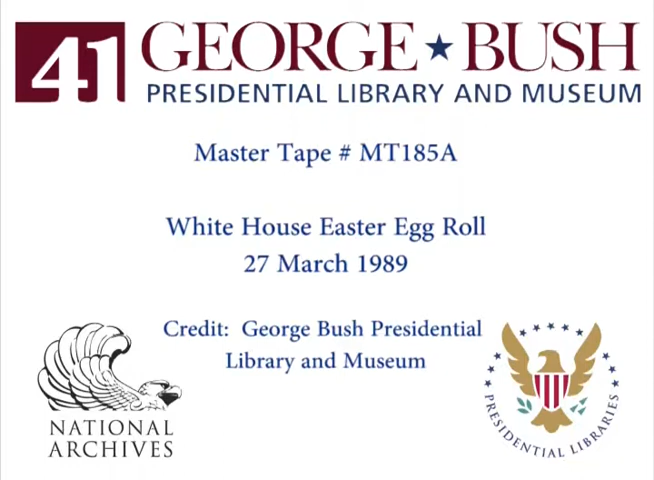 41 GEORGE★BUSH
PRESIDENTIAL LIBRARY AND MUSEUM
Master Tape # MT185A
White House Easter Egg Roll
27 March 1989
Credit: George Bush Presidential
Library and Museum
NATIONAL
ARCHIVES
PRESIDENTIAL LIBRARIES